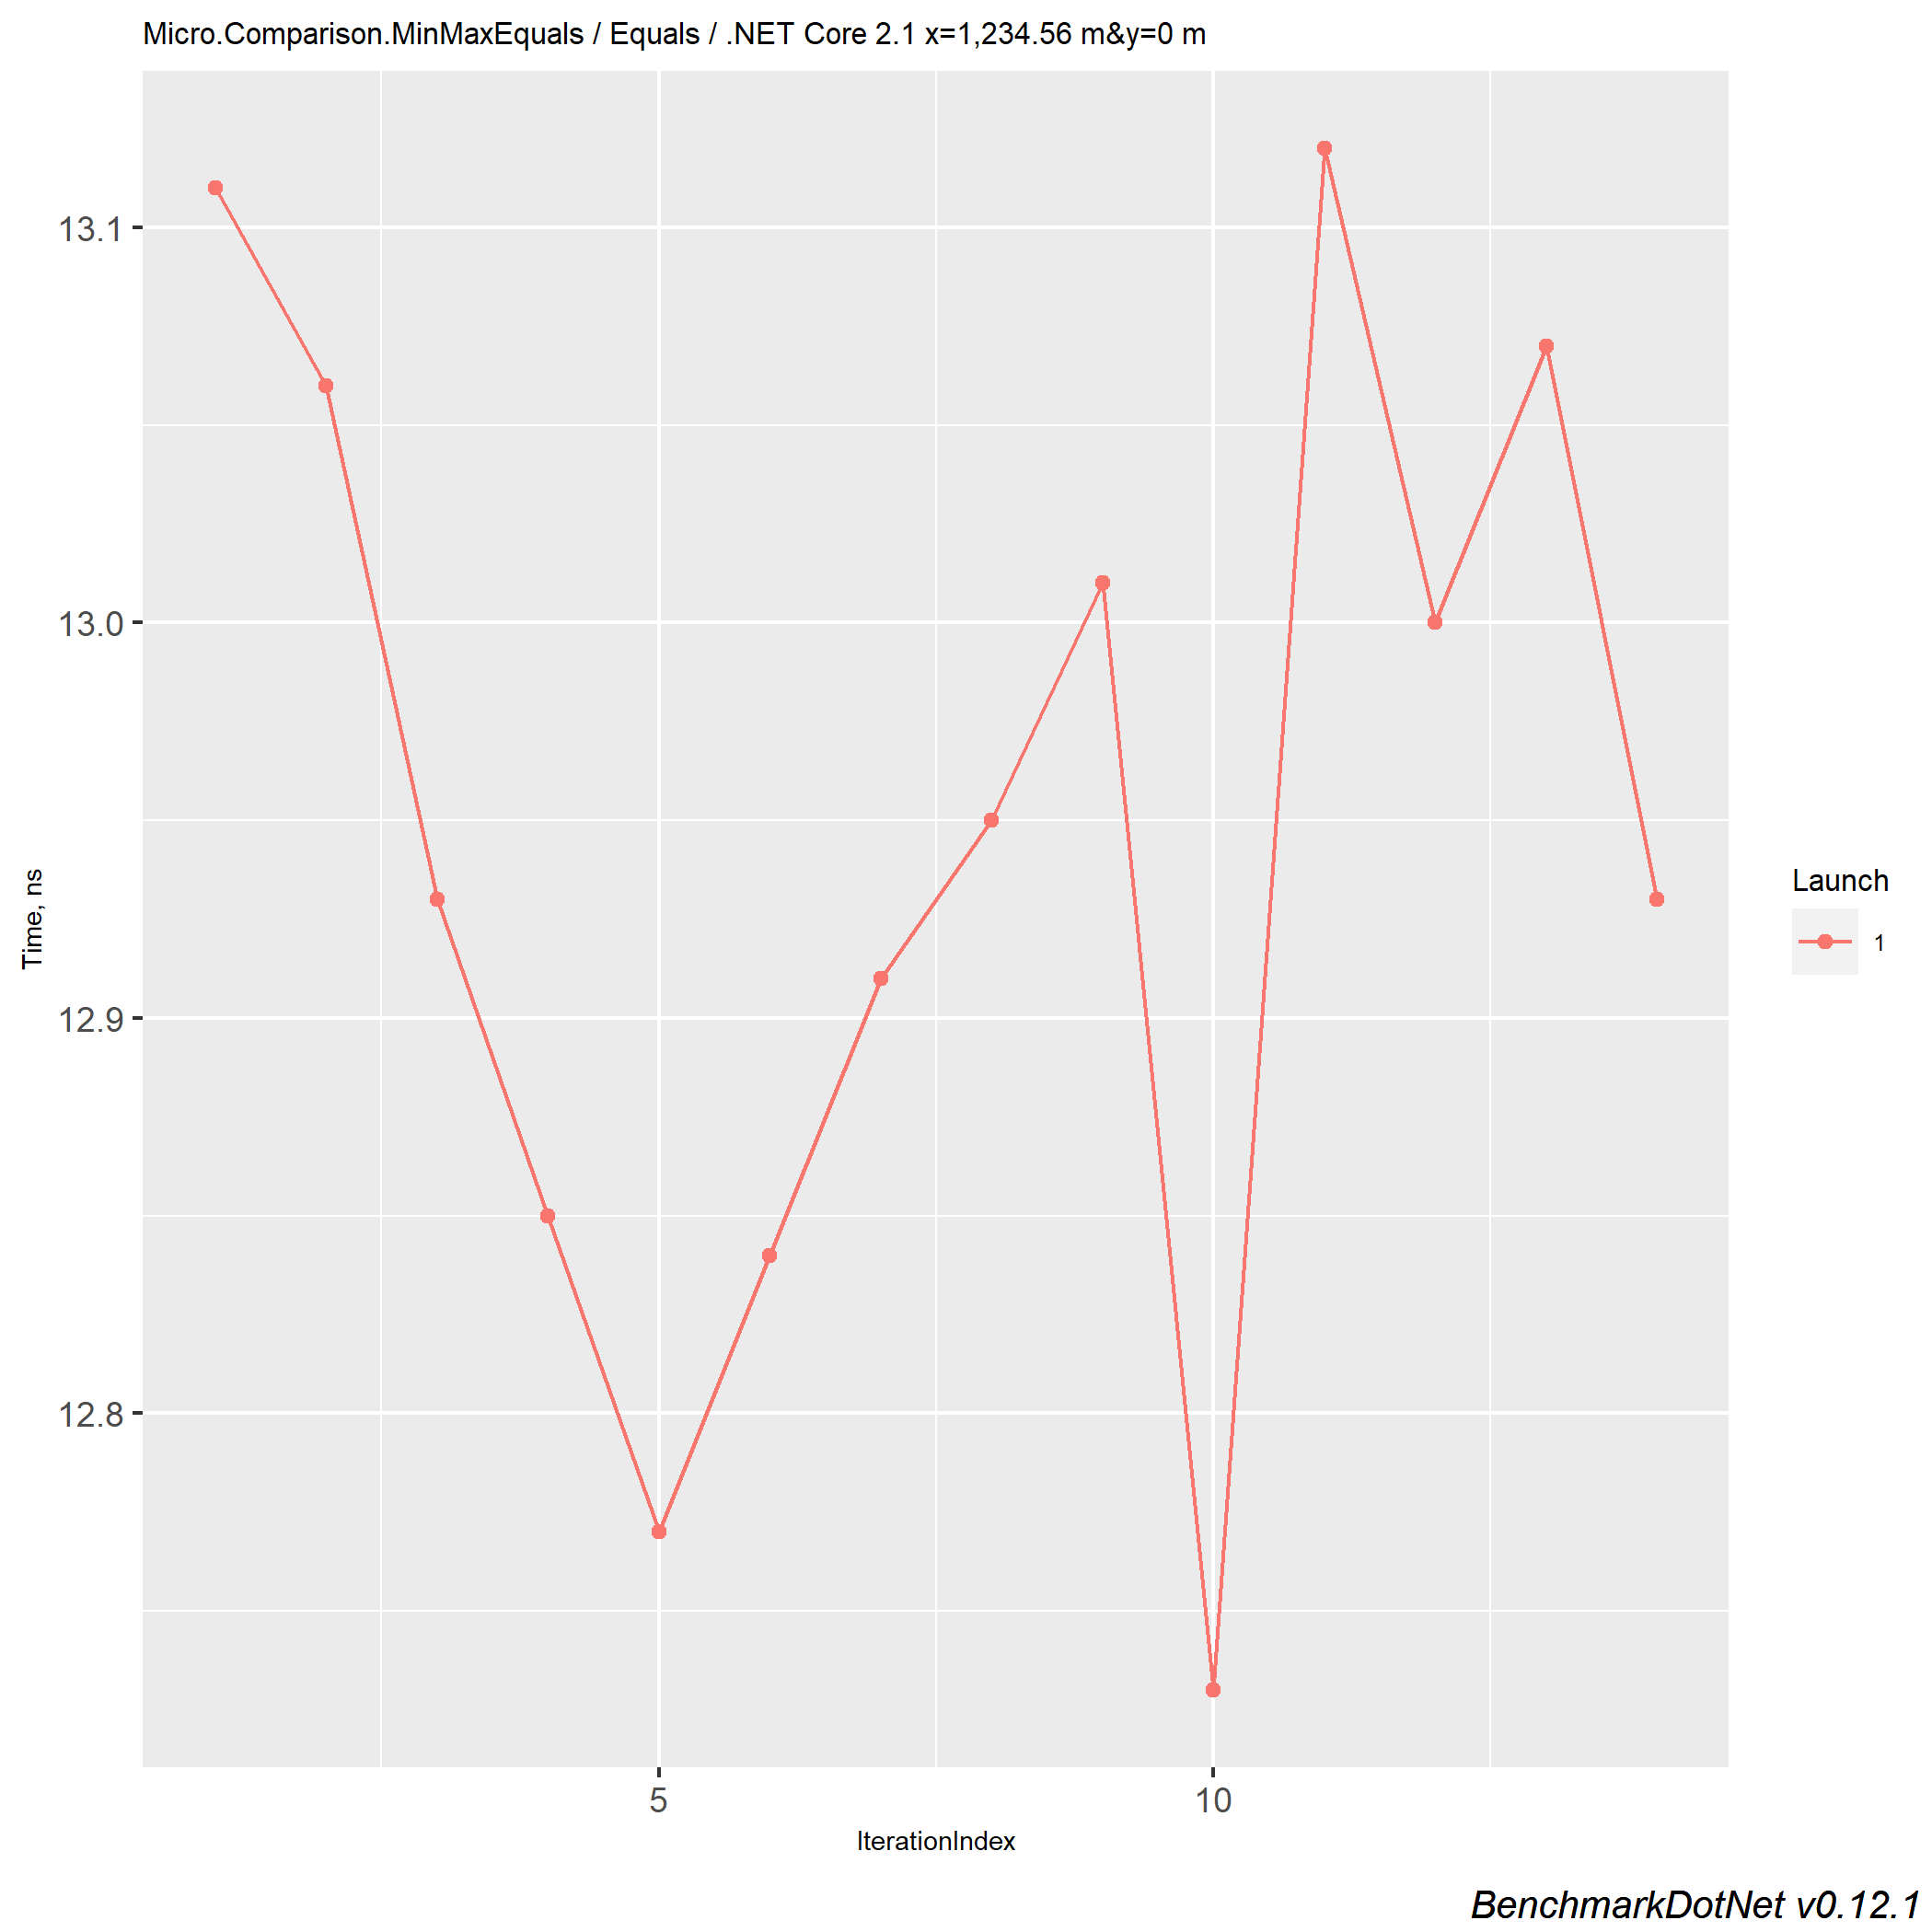 Micro.Comparison.MinMaxEquals / Equals / .NET Core 2.1 x=1,234.56 m&y=0 m
13.1
13.0
12.9
12.8
Time, ns
5
10
IterationIndex
Launch
1
BenchmarkDotNet v0.12.1